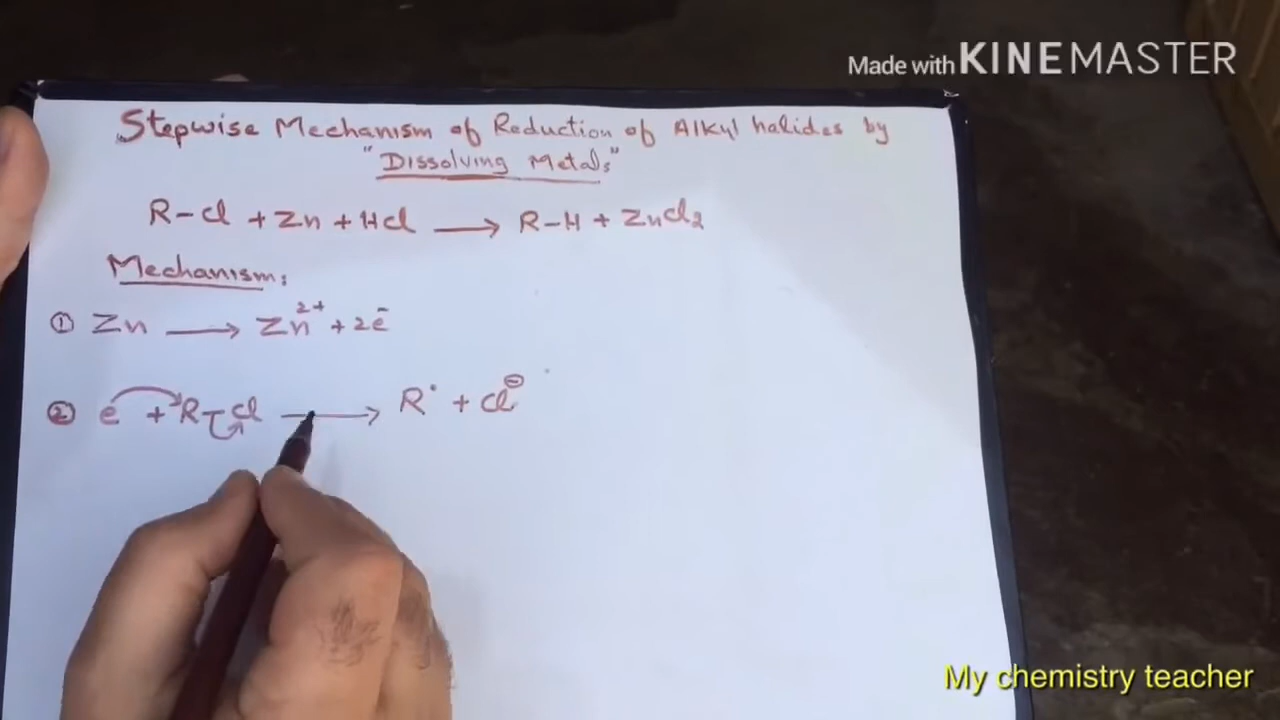 Made with KINEMASTER
Stepwise Mechanism of Reduction of Alkyl halides by
"Dissolving Metals"
R-Cl + Zn + HCl ⟶ R-H + ZnCl₂
Mechanism:
① Zn ⟶ Zn²⁺ + 2e⁻
② e + R-Cl ⟶ R• + Cl⊖
My chemistry teacher